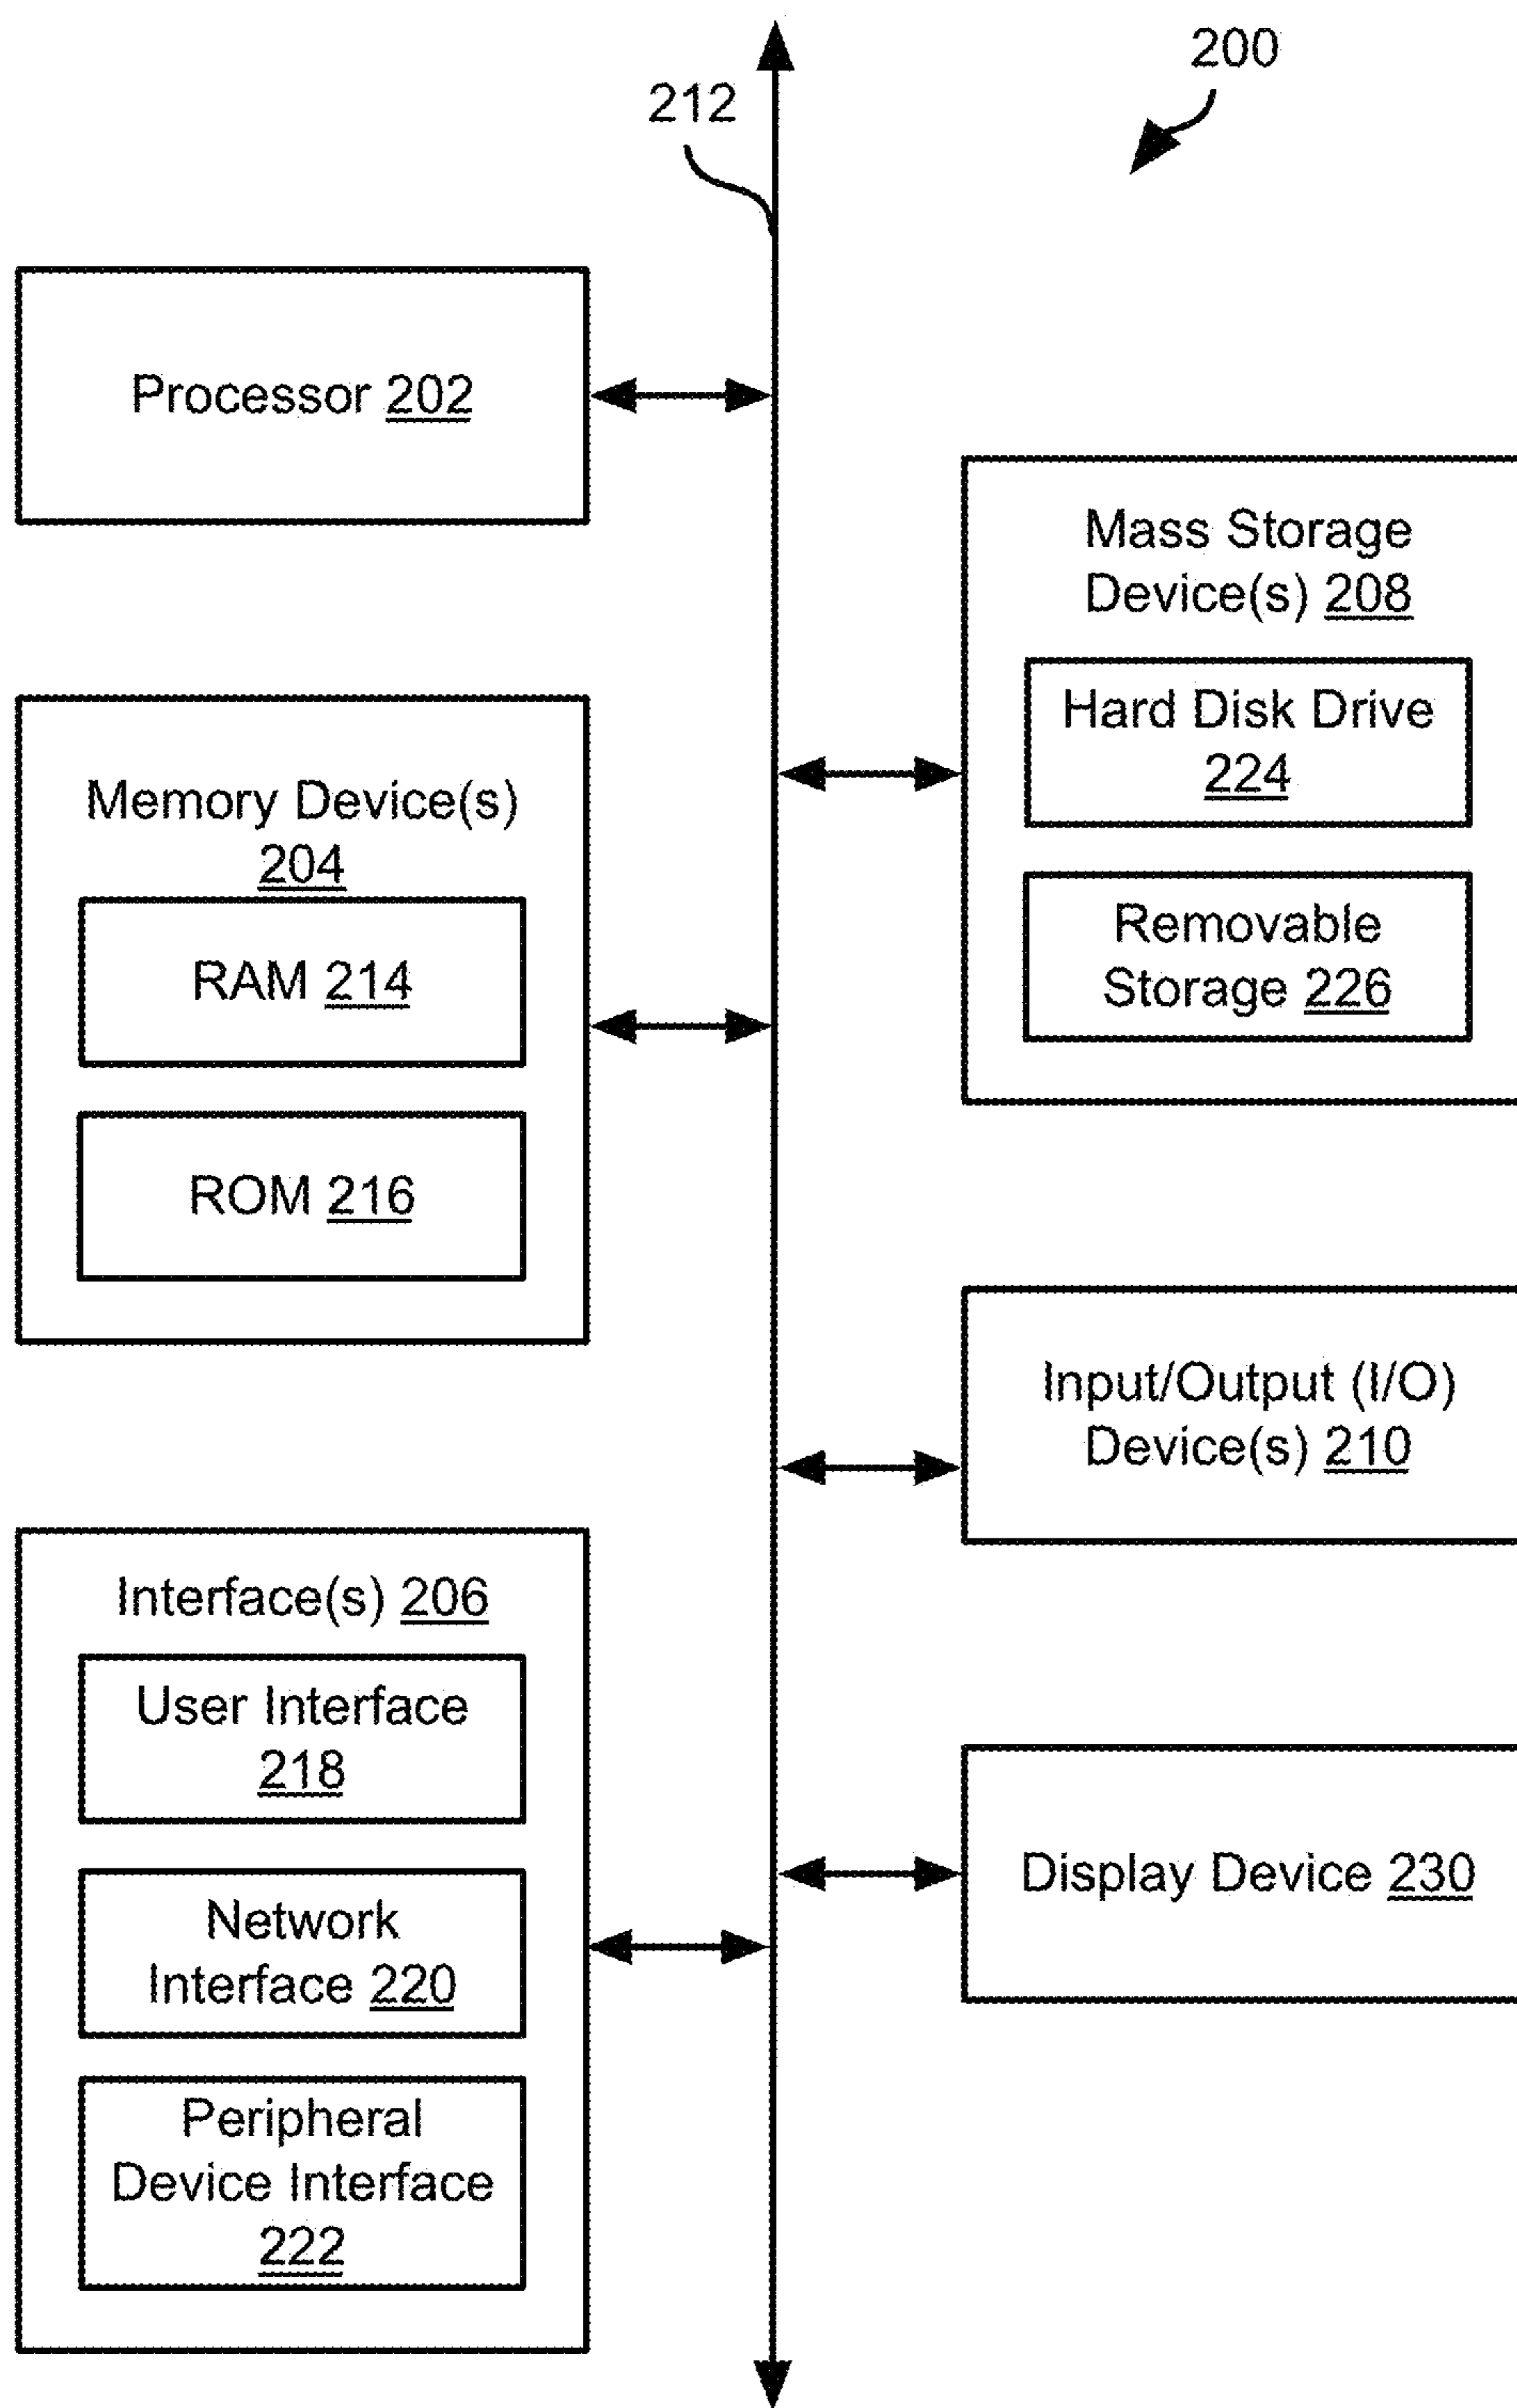 200
212
Processor 202
Mass Storage
Device(s) 208
Hard Disk Drive
224
Removable
Storage 226
Memory Device(s)
204
RAM 214
ROM 216
Input/Output (I/O)
Device(s) 210
Interface(s) 206
User Interface
218
Network
Interface 220
Peripheral
Device Interface
222
Display Device 230